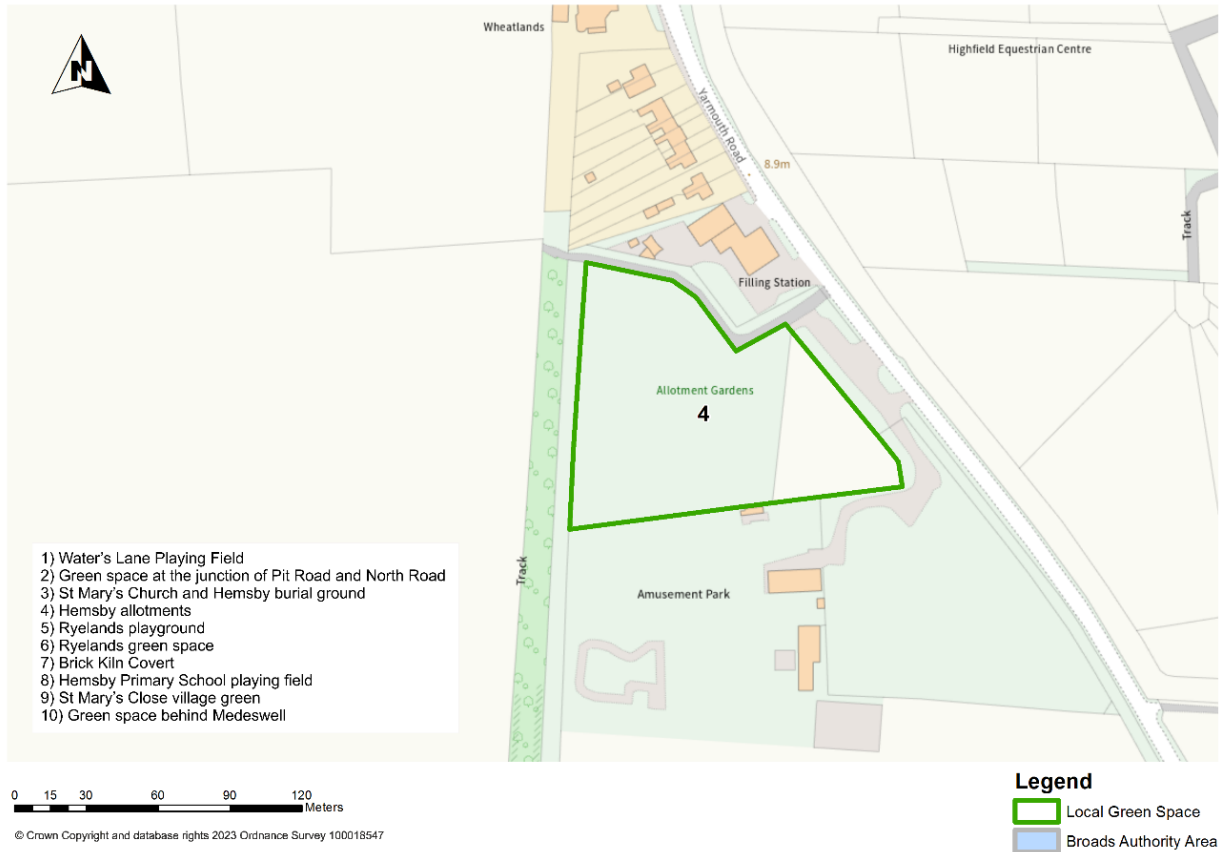 Wheatlands
N
Highfield Equestrian Centre
Yarmouth Road
8.9m
Track
Filling Station
Allotment Gardens
4
Track
Amusement Park
1) Water's Lane Playing Field
2) Green space at the junction of Pit Road and North Road
3) St Mary's Church and Hemsby burial ground
4) Hemsby allotments
5) Ryelands playground
6) Ryelands green space
7) Brick Kiln Covert
8) Hemsby Primary School playing field
9) St Mary's Close village green
10) Green space behind Medeswell
0 15 30 60 90 120
Meters
© Crown Copyright and database rights 2023 Ordnance Survey 100018547
Legend
Local Green Space
Broads Authority Area